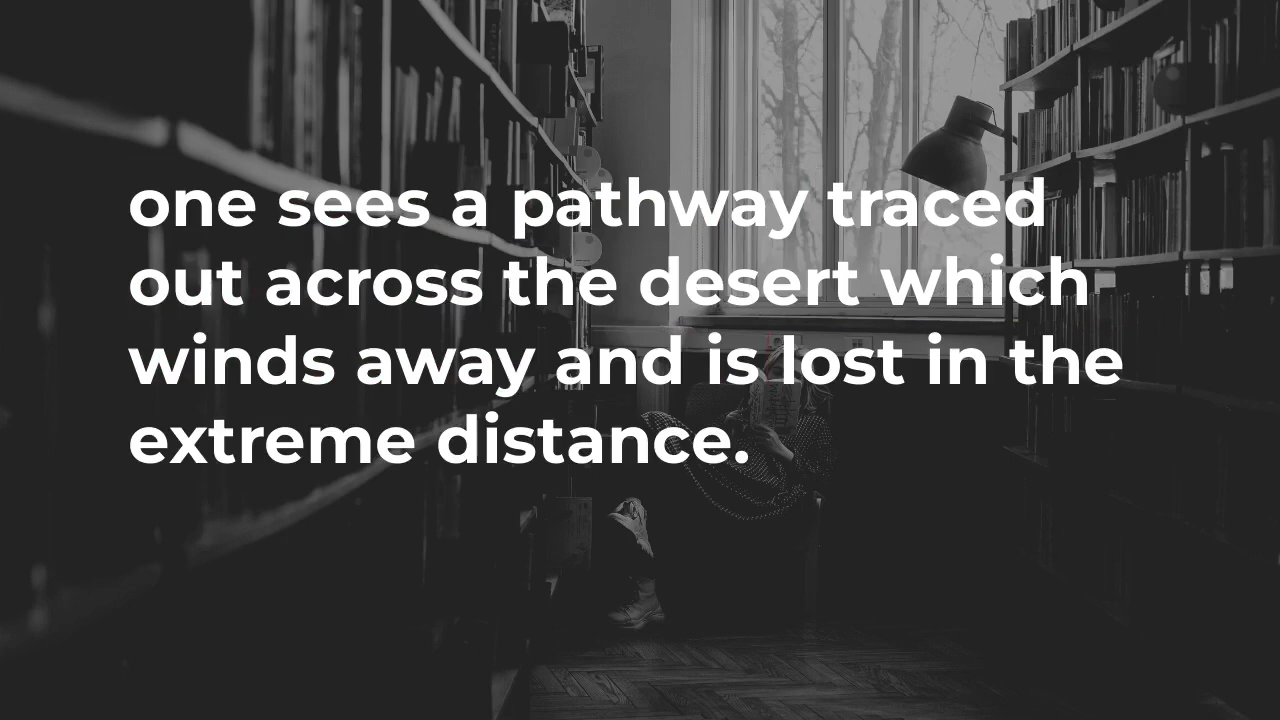 one sees a pathway traced
out across the desert which
winds away and is lost in the
extreme distance.